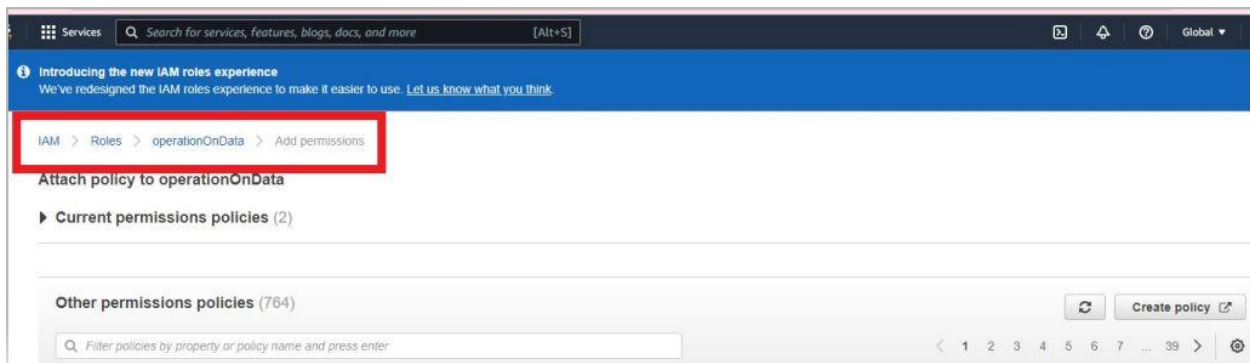 Services Search for services, features, blogs, docs, and more [Alt+S] Global
Introducing the new IAM roles experience
We've redesigned the IAM roles experience to make it easier to use. Let us know what you think.
IAM > Roles > operationOnData > Add permissions
Attach policy to operationOnData
Current permissions policies (2)
Other permissions policies (764) Create policy
Filter policies by property or policy name and press enter < 1 2 3 4 5 6 7 ... 39 >